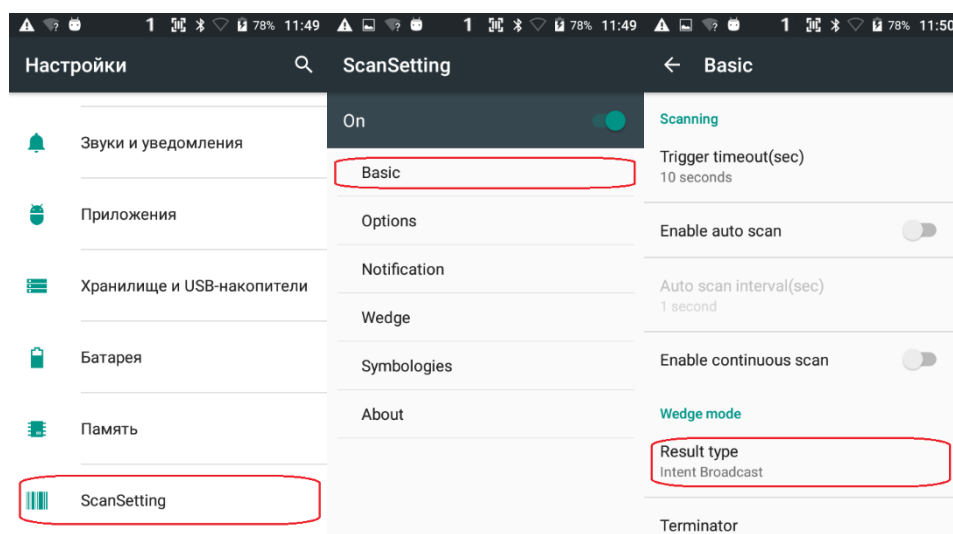 1 78% 11:49
Настройки
Звуки и уведомления
Приложения
Хранилище и USB-накопители
Батарея
Память
ScanSetting
1 78% 11:49
ScanSetting
On
Basic
Options
Notification
Wedge
Symbologies
About
1 78% 11:50
Basic
Scanning
Trigger timeout(sec)
10 seconds
Enable auto scan
Auto scan interval(sec)
1 second
Enable continuous scan
Wedge mode
Result type
Intent Broadcast
Terminator